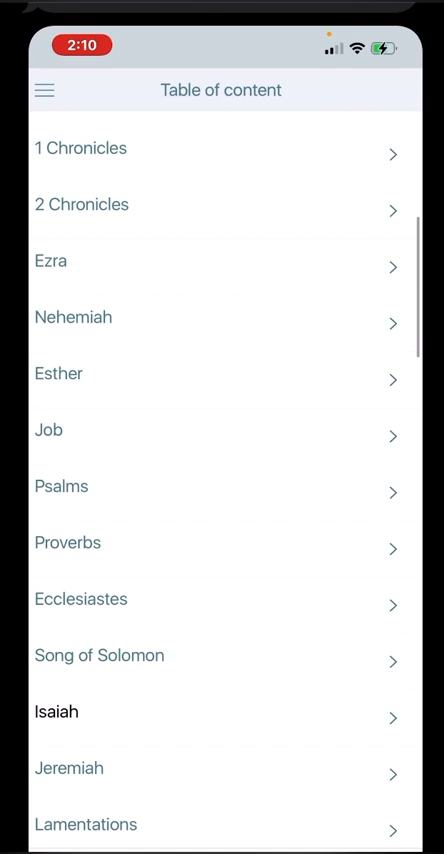 2:10
Table of content
1 Chronicles
2 Chronicles
Ezra
Nehemiah
Esther
Job
Psalms
Proverbs
Ecclesiastes
Song of Solomon
Isaiah
Jeremiah
Lamentations